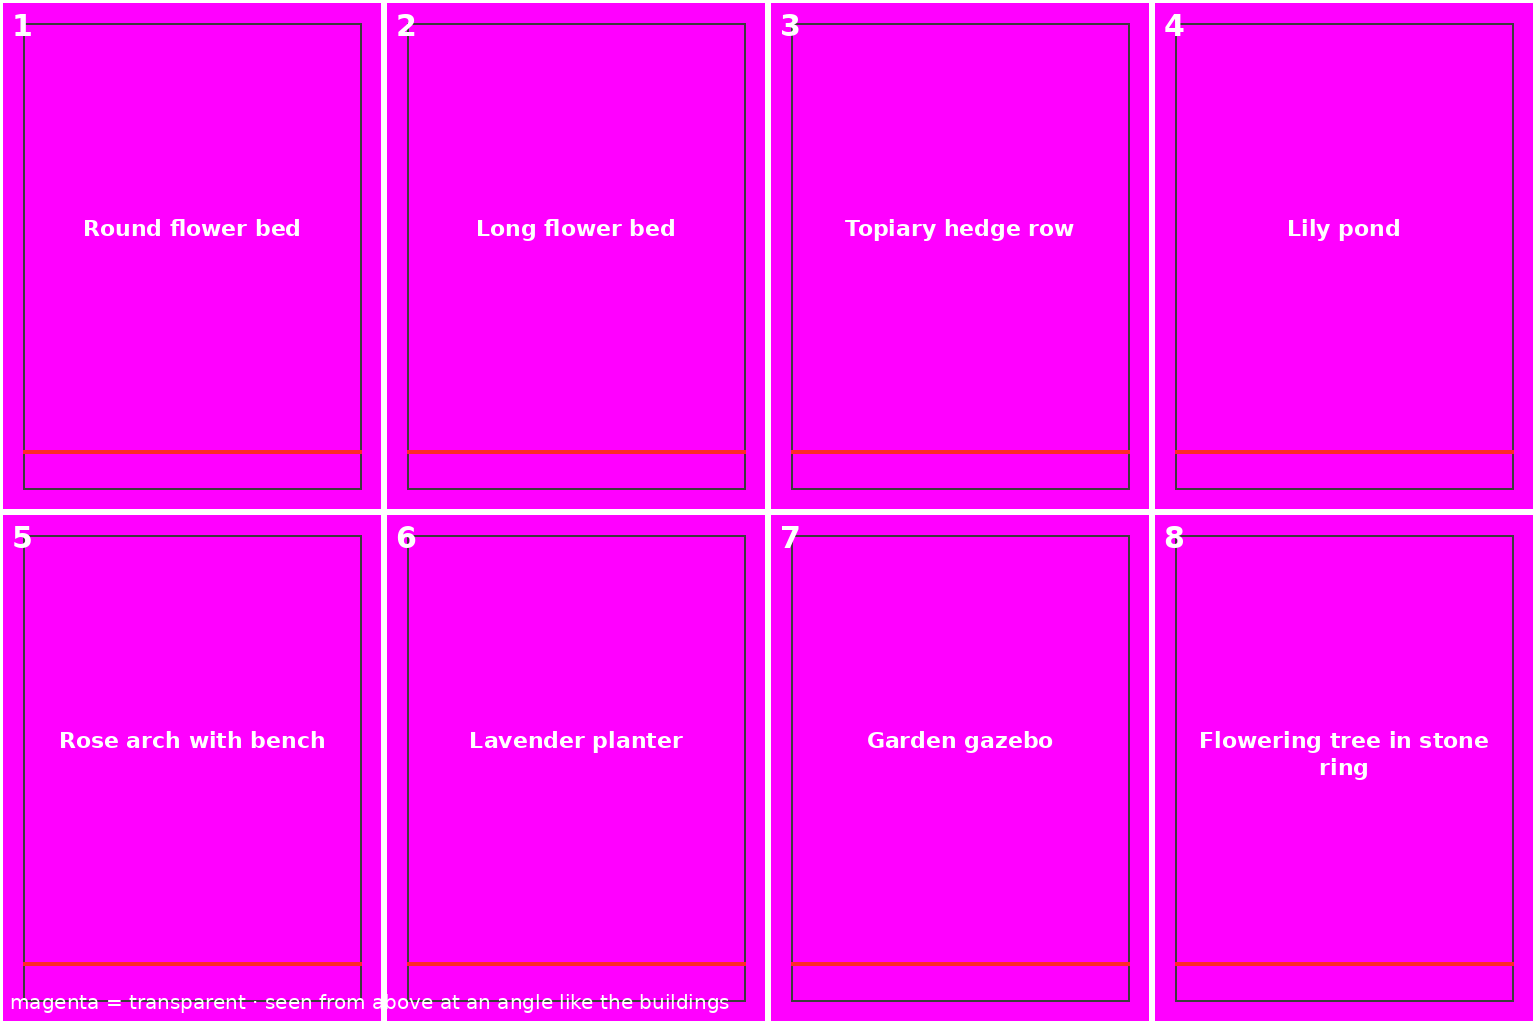 1
2
3
4
Round flower bed
Long flower bed
Topiary hedge row
Lily pond
5
6
7
8
Rose arch with bench
Lavender planter
Garden gazebo
Flowering tree in stone
ring
magenta = transparent · seen from above at an angle like the buildings